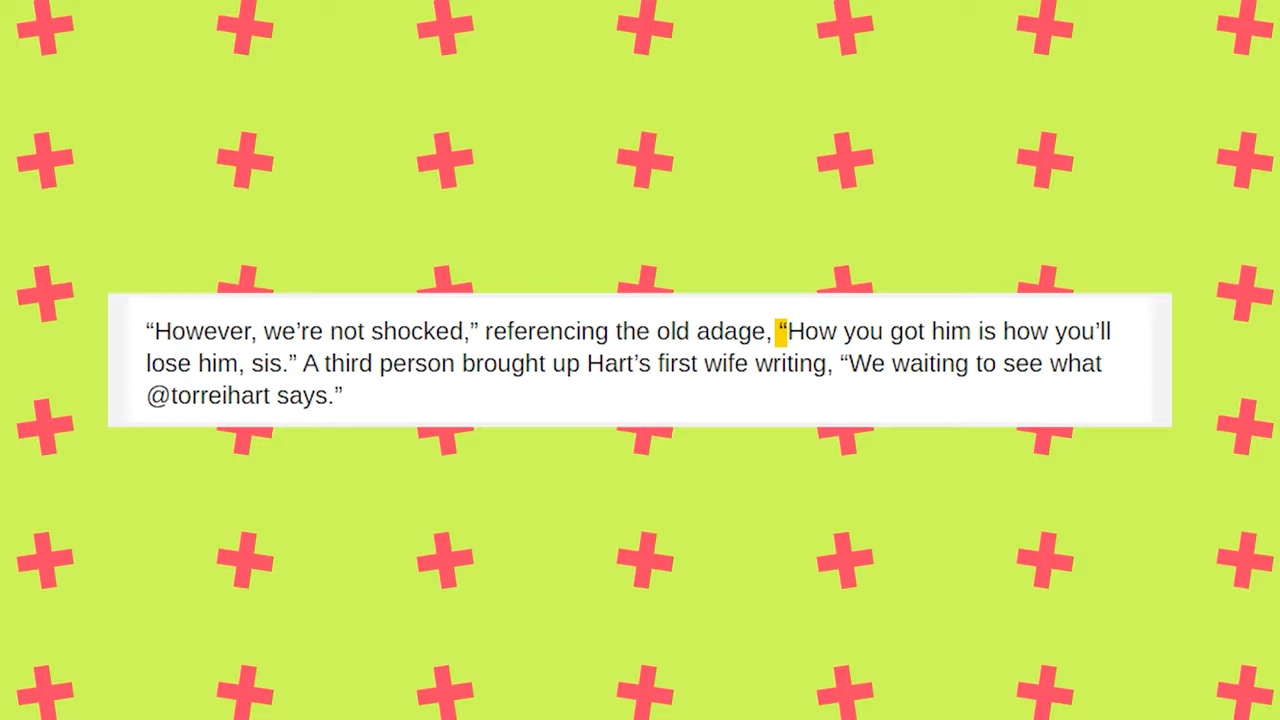 “However, we’re not shocked,” referencing the old adage, “How you got him is how you’ll
lose him, sis.” A third person brought up Hart’s first wife writing, “We waiting to see what
@torreihart says.”